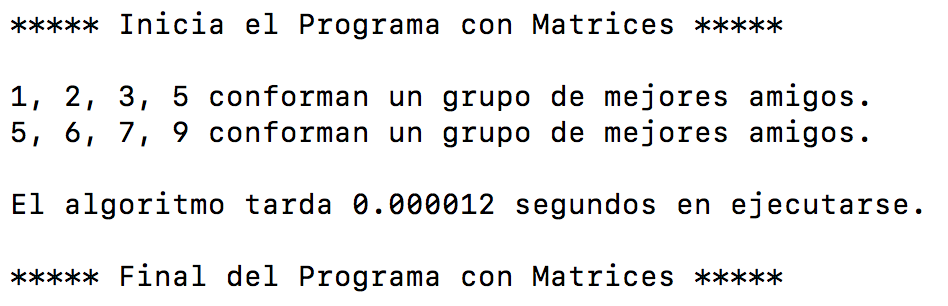 ***** Inicia el Programa con Matrices *****
1, 2, 3, 5 conforman un grupo de mejores amigos.
5, 6, 7, 9 conforman un grupo de mejores amigos.
El algoritmo tarda 0.000012 segundos en ejecutarse.
***** Final del Programa con Matrices *****